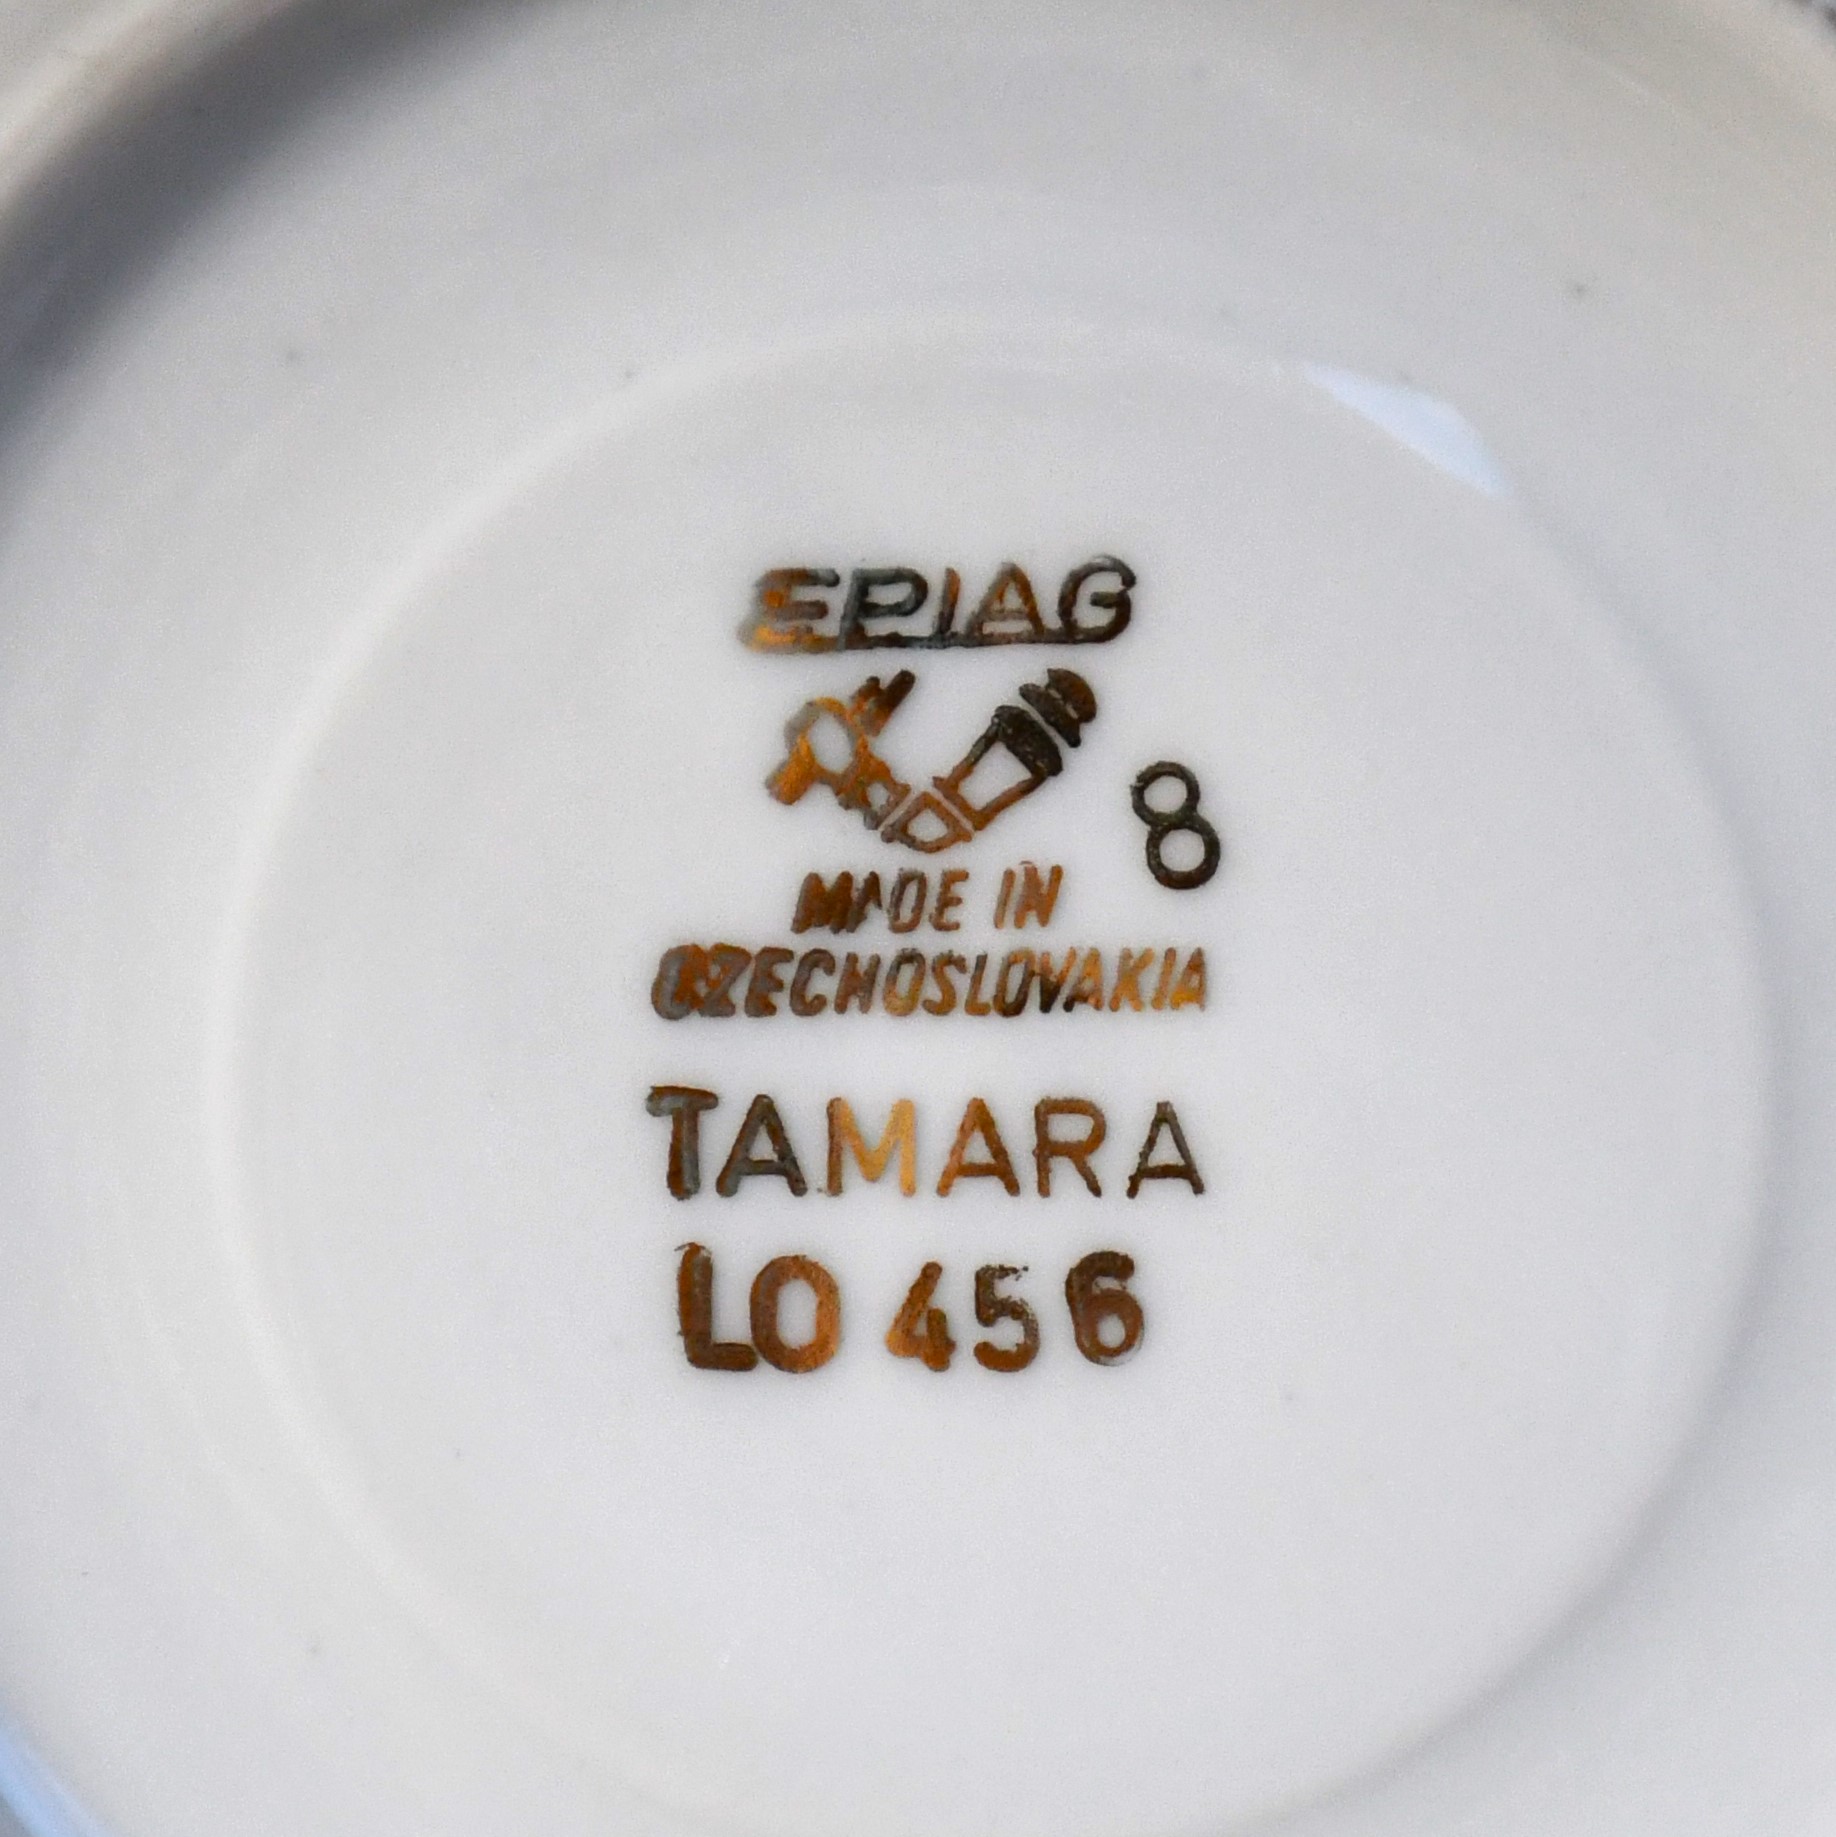 EPIAG
8
MADE IN
CZECHOSLOVAKIA
TAMARA
LO 456